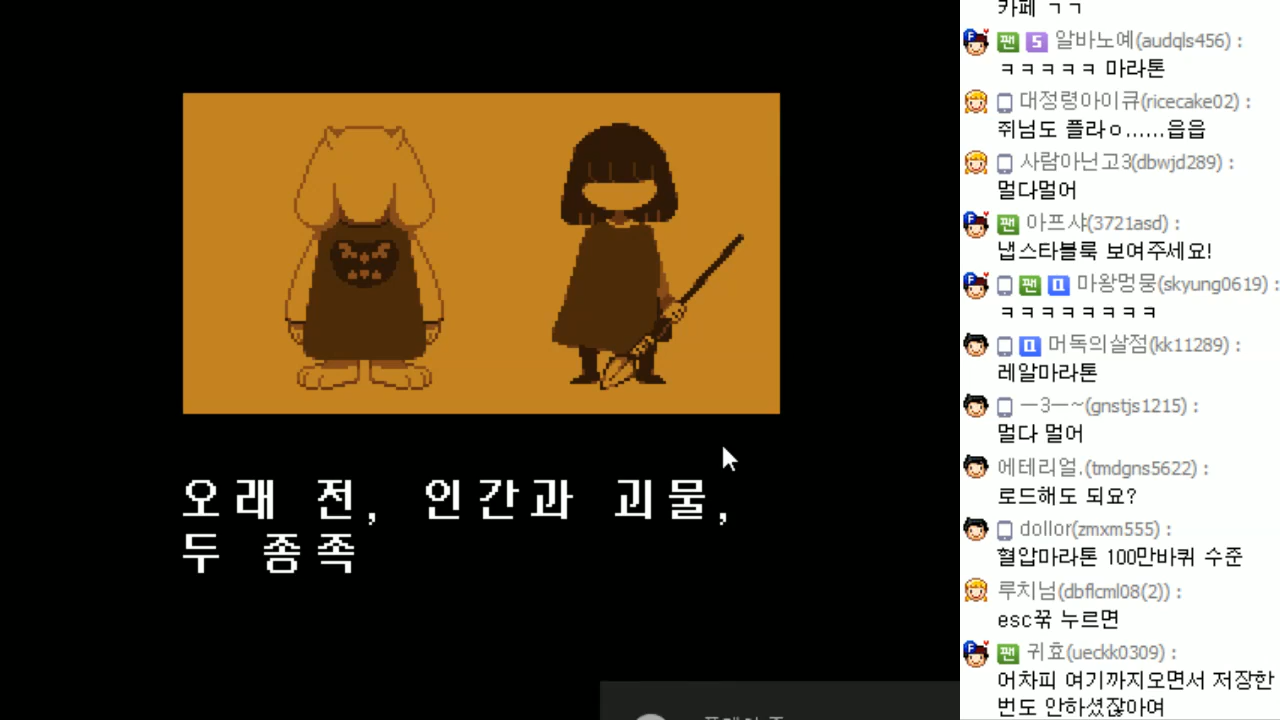 오래 전, 인간과 괴물,
두 종족
카페 ㄱㄱ
팬 S 알바노예(audqls456) :
ㅋㅋㅋㅋㅋ 마라톤
대정령아이큐(ricecake02) :
쥐님도 플라ㅇ......읍읍
사람아닌고3(dbwjd289) :
멀다멀어
팬 아프샤(3721asd) :
냅스타블룩 보여주세요!
팬 마왕멍뭉(skyung0619) :
ㅋㅋㅋㅋㅋㅋㅋㅋ
머독의살점(kk11289) :
레알마라톤
ㅡ3ㅡ~(gnstjs1215) :
멀다 멀어
에테리얼.(tmdgns5622) :
로드해도 되요?
dollor(zmxm555) :
혈압마라톤 100만바퀴 수준
루치넘(dbflcml08(2)) :
esc꾺 누르면
팬 귀효(ueckk0309) :
어차피 여기까지오면서 저장한
번도 안하셨잖아여